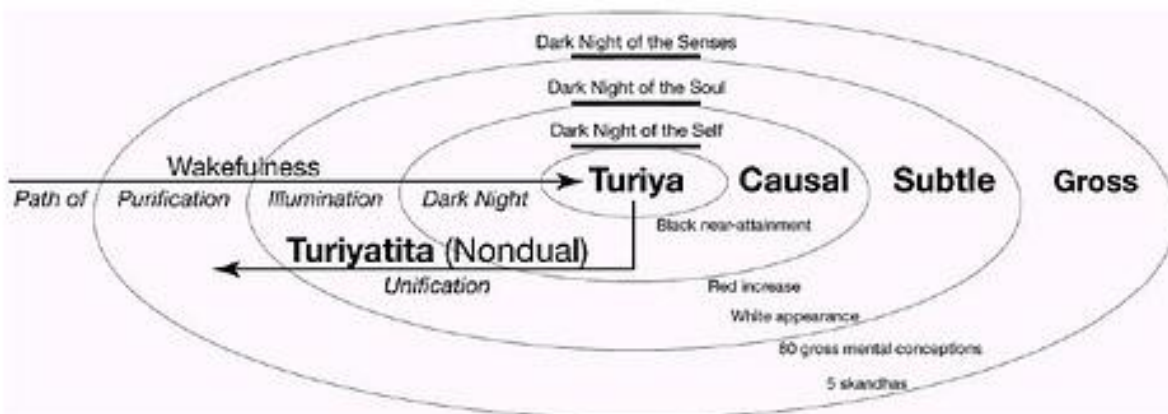 Dark Night of the Senses
Dark Night of the Soul
Dark Night of the Self
Wakefulness
Turiya Causal Subtle Gross
Path of Purification Illumination Dark Night
Black near-attainment
Turiyatita (Nondual)
Unification
Red increase
White appearance
80 gross mental conceptions
5 skandhas